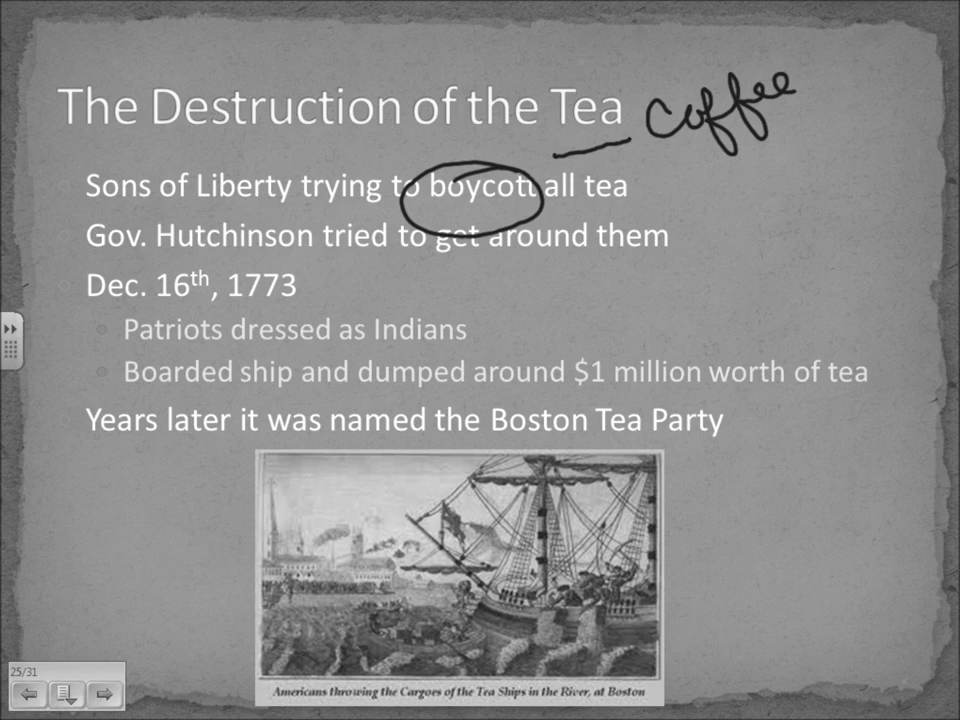 The Destruction of the Tea coffee
Sons of Liberty trying to boycott all tea
Gov. Hutchinson tried to get around them
Dec. 16th, 1773
Patriots dressed as Indians
Boarded ship and dumped around $1 million worth of tea
Years later it was named the Boston Tea Party
Americans throwing the Cargoes of the Tea Ships in the River, at Boston
25/31